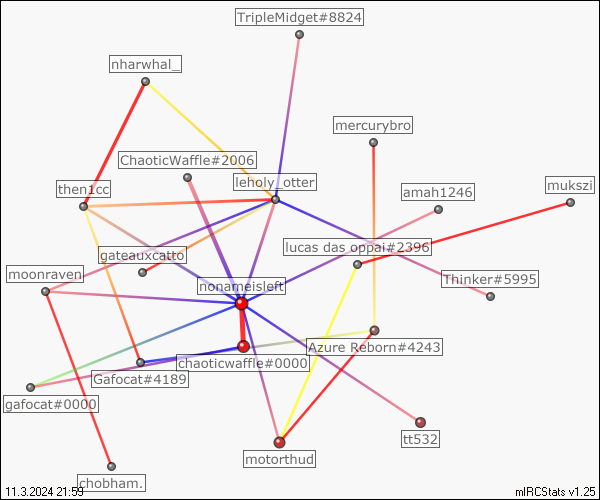 TripleMidget#8824
nharwhal_
mercurybro
ChaoticWaffle#2006
leholy_otter
then1cc
amah1246
mukszi
lucas das oppai#2396
gateauxcatto
moonraven
Thinker#5995
nonameisleft
Azure Reborn#4243
chaoticwaffle#0000
Gafocat#4189
gafocat#0000
tt532
motorthud
chobham.
11.3.2024 21:59
mIRCStats v1.25